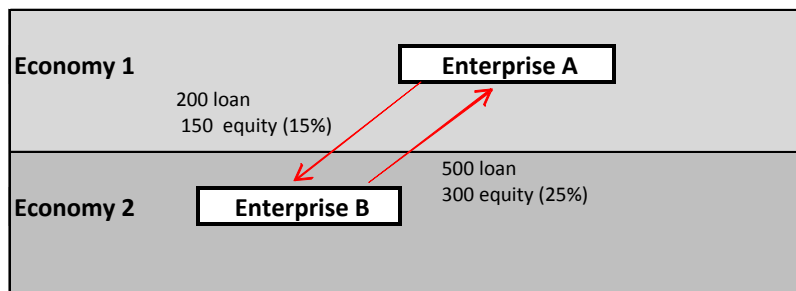 Economy 1
Enterprise A
200 loan
150 equity (15%)
500 loan
300 equity (25%)
Economy 2
Enterprise B